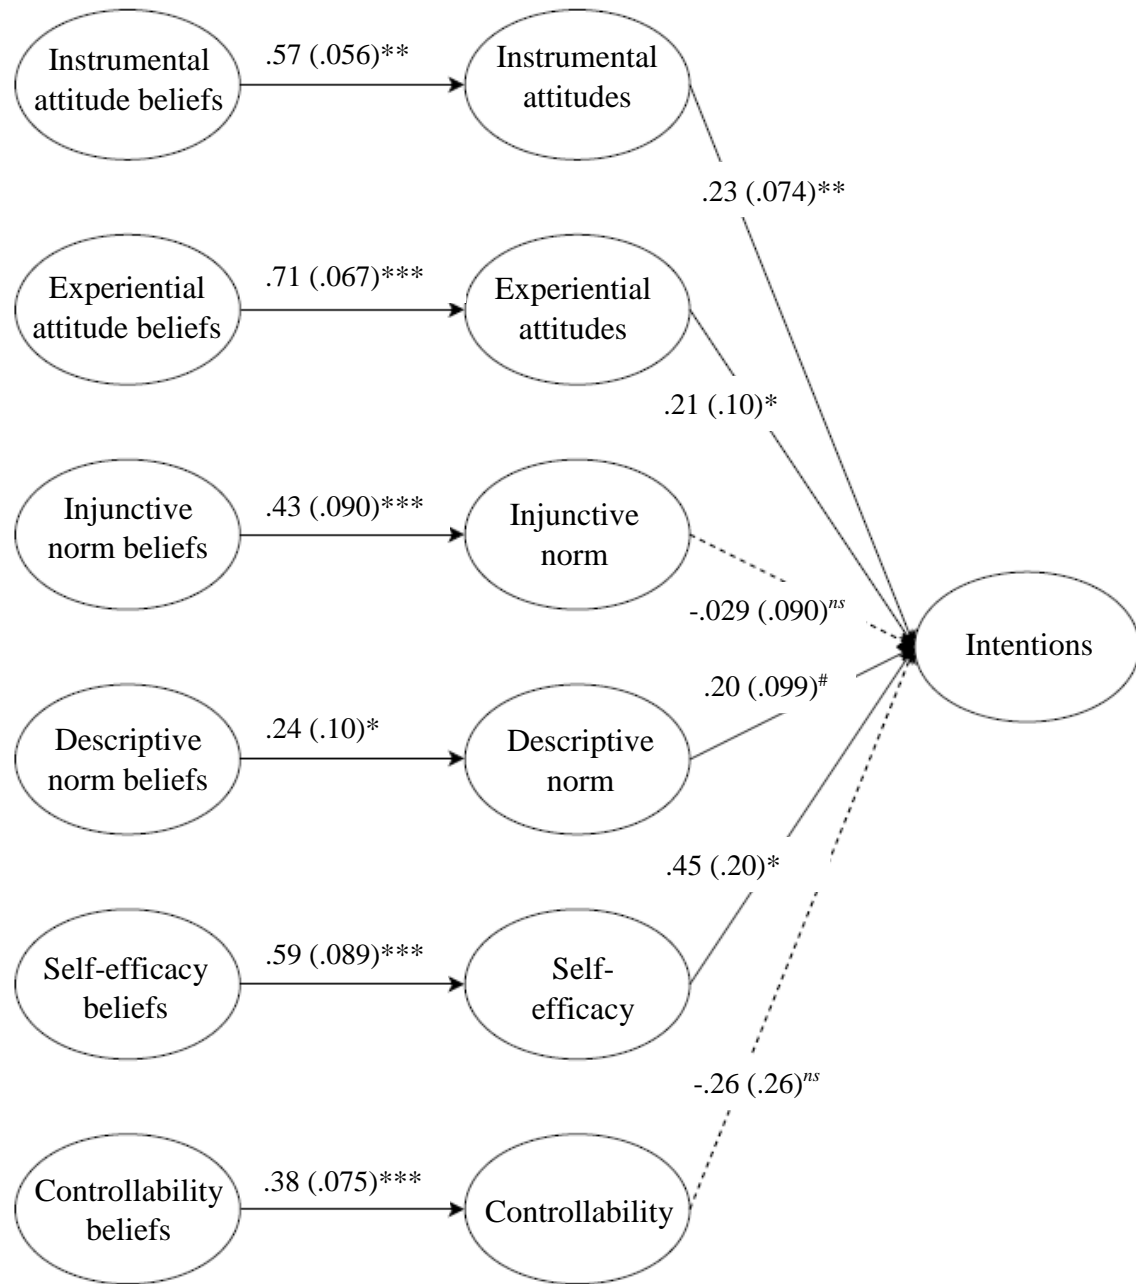 Instrumental
attitude beliefs
.57 (.056)**
Instrumental
attitudes
.23 (.074)**
Experiential
attitude beliefs
.71 (.067)***
Experiential
attitudes
.21 (.10)*
Injunctive
norm beliefs
.43 (.090)***
Injunctive
norm
-.029 (.090)ns
Intentions
Descriptive
norm beliefs
.24 (.10)*
Descriptive
norm
.20 (.099)#
Self-efficacy
beliefs
.59 (.089)***
Self-
efficacy
.45 (.20)*
Controllability
beliefs
.38 (.075)***
Controllability
-.26 (.26)ns